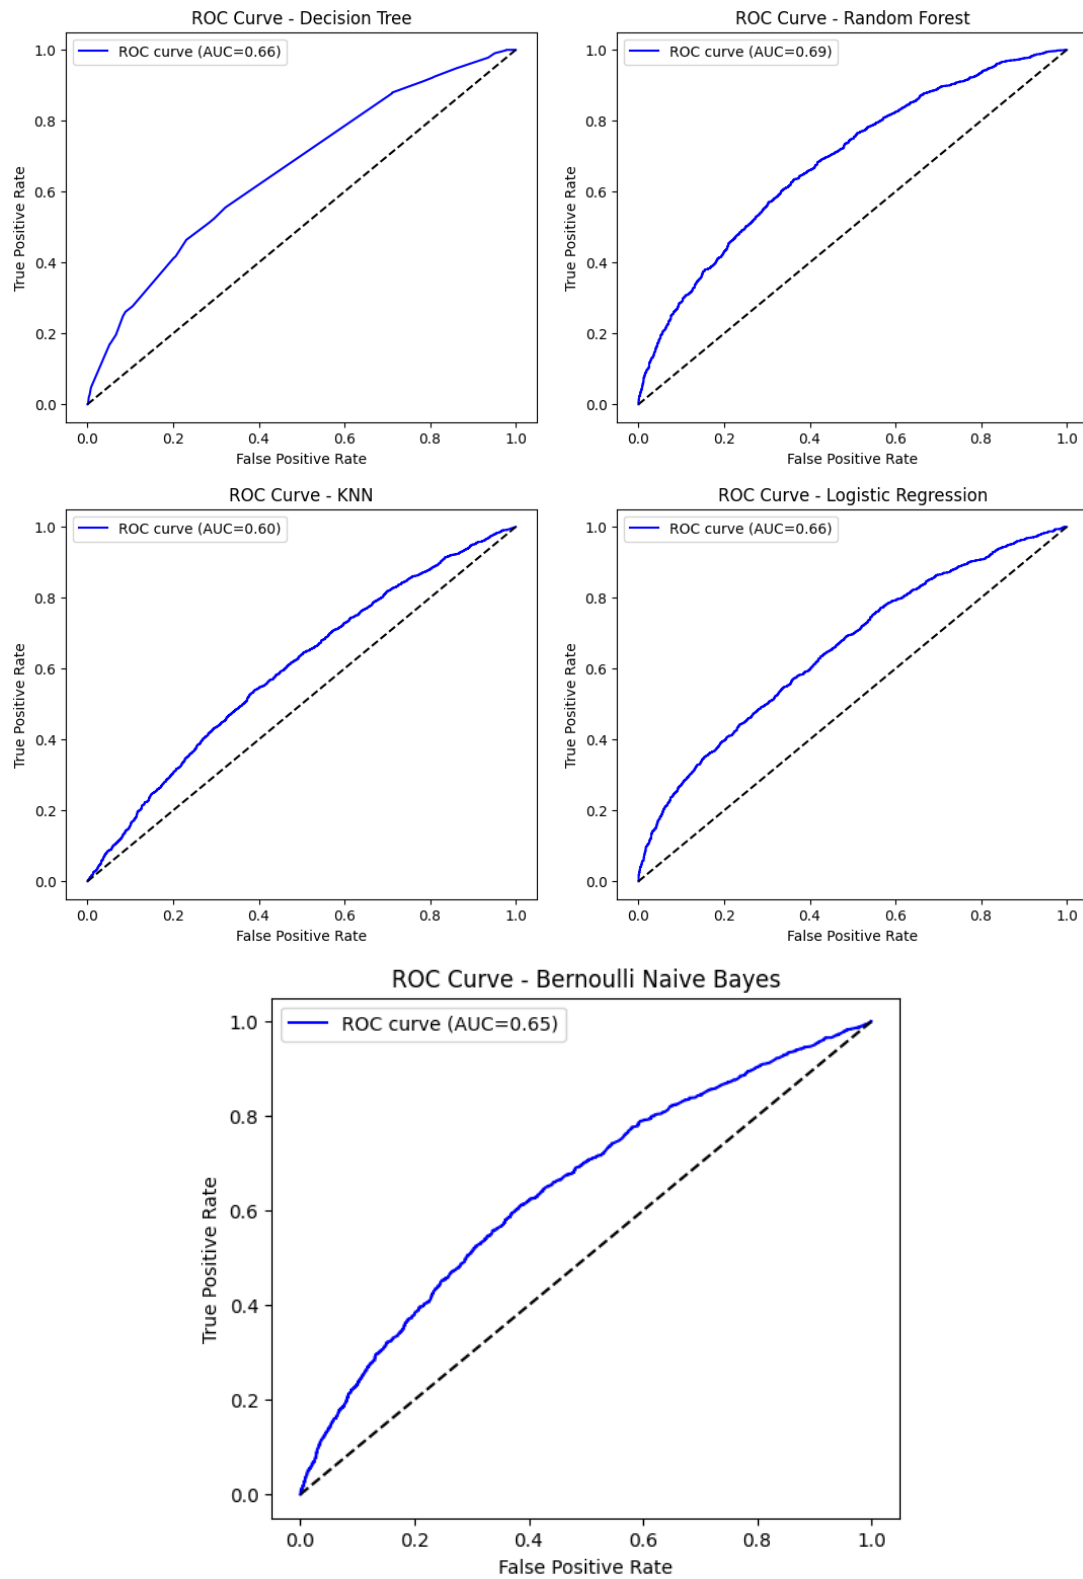 ROC Curve - Decision Tree
ROC curve (AUC=0.66)
True Positive Rate
1.0
0.8
0.6
0.4
0.2
0.0
0.0 0.2 0.4 0.6 0.8 1.0
False Positive Rate
ROC Curve - Random Forest
ROC curve (AUC=0.69)
True Positive Rate
1.0
0.8
0.6
0.4
0.2
0.0
0.0 0.2 0.4 0.6 0.8 1.0
False Positive Rate
ROC Curve - KNN
ROC curve (AUC=0.60)
True Positive Rate
1.0
0.8
0.6
0.4
0.2
0.0
0.0 0.2 0.4 0.6 0.8 1.0
False Positive Rate
ROC Curve - Logistic Regression
ROC curve (AUC=0.66)
True Positive Rate
1.0
0.8
0.6
0.4
0.2
0.0
0.0 0.2 0.4 0.6 0.8 1.0
False Positive Rate
ROC Curve - Bernoulli Naive Bayes
ROC curve (AUC=0.65)
True Positive Rate
1.0
0.8
0.6
0.4
0.2
0.0
0.0 0.2 0.4 0.6 0.8 1.0
False Positive Rate